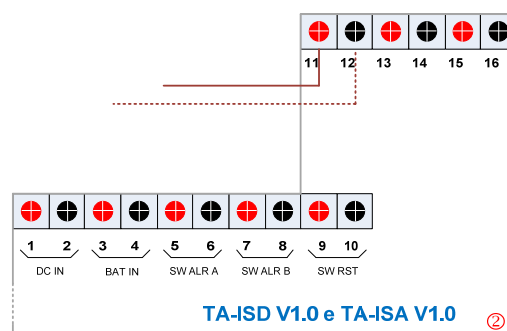 11 12 13 14 15 16
1 2 3 4 5 6 7 8 9 10
DC IN BAT IN SW ALR A SW ALR B SW RST
TA-ISD V1.0 e TA-ISA V1.0
②